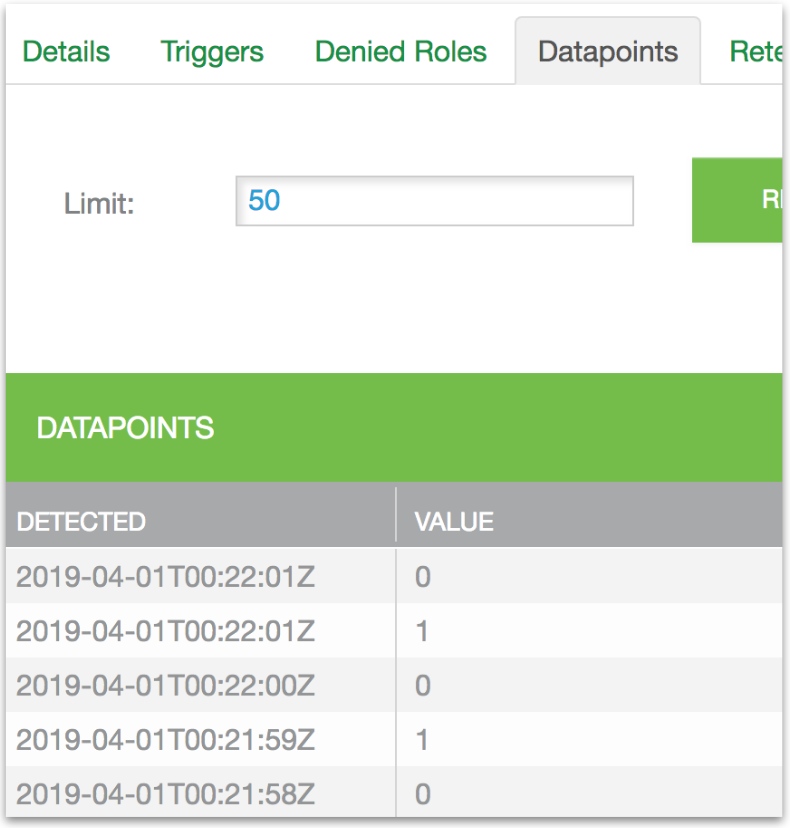 Details Triggers Denied Roles Datapoints Rete
Limit: 50 R
DATAPOINTS
DETECTED VALUE
2019-04-01T00:22:01Z 0
2019-04-01T00:22:01Z 1
2019-04-01T00:22:00Z 0
2019-04-01T00:21:59Z 1
2019-04-01T00:21:58Z 0